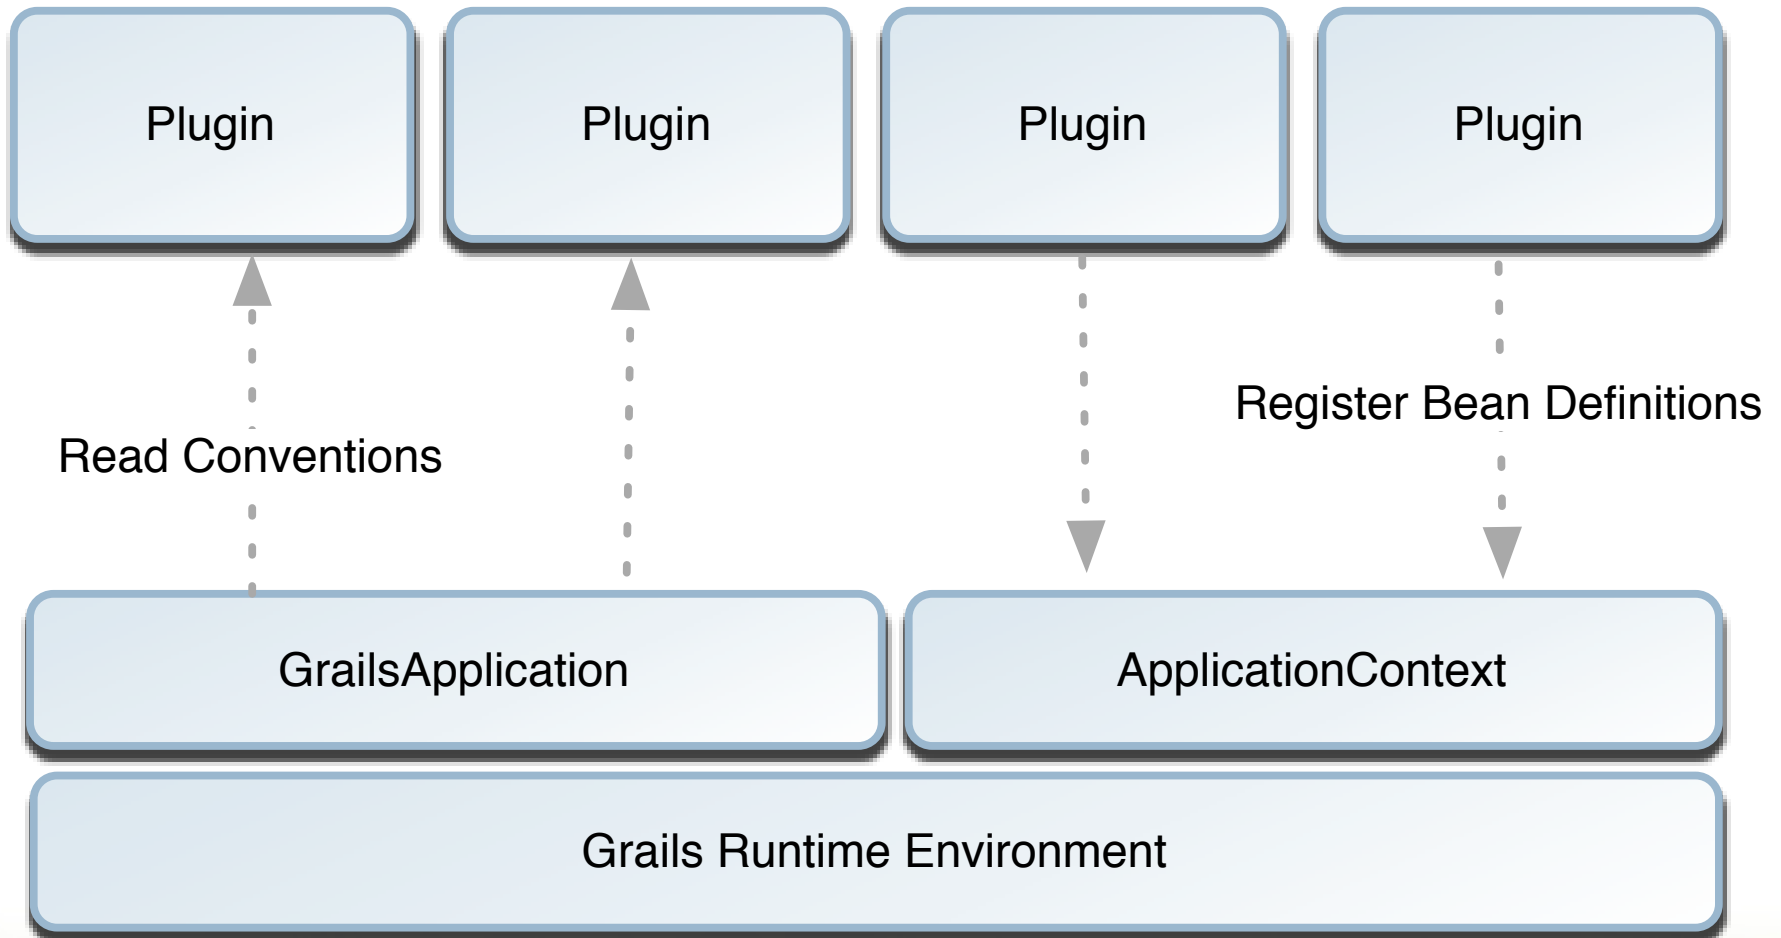 Plugin
Plugin
Plugin
Plugin
Read Conventions
Register Bean Definitions
GrailsApplication
ApplicationContext
Grails Runtime Environment